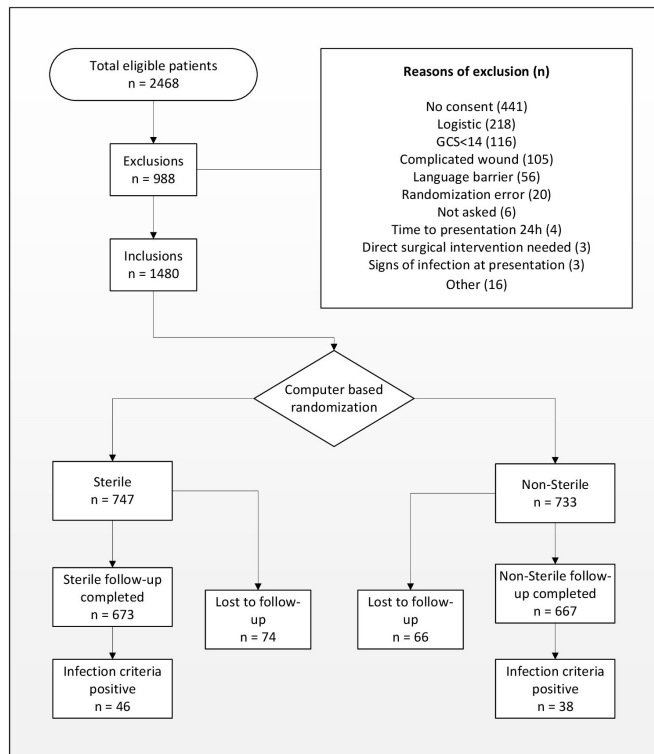 Total eligible patients
n = 2468
Reasons of exclusion (n)
No consent (441)
Logistic (218)
GCS<14 (116)
Complicated wound (105)
Language barrier (56)
Randomization error (20)
Not asked (6)
Time to presentation 24h (4)
Direct surgical intervention needed (3)
Signs of infection at presentation (3)
Other (16)
Exclusions
n = 988
Inclusions
n = 1480
Computer based
randomization
Sterile
n = 747
Non-Sterile
n = 733
Sterile follow-up
completed
n = 673
Lost to follow-
up
n = 74
Lost to follow-
up
n = 66
Non-Sterile follow-
up completed
n = 667
Infection criteria
positive
n = 46
Infection criteria
positive
n = 38